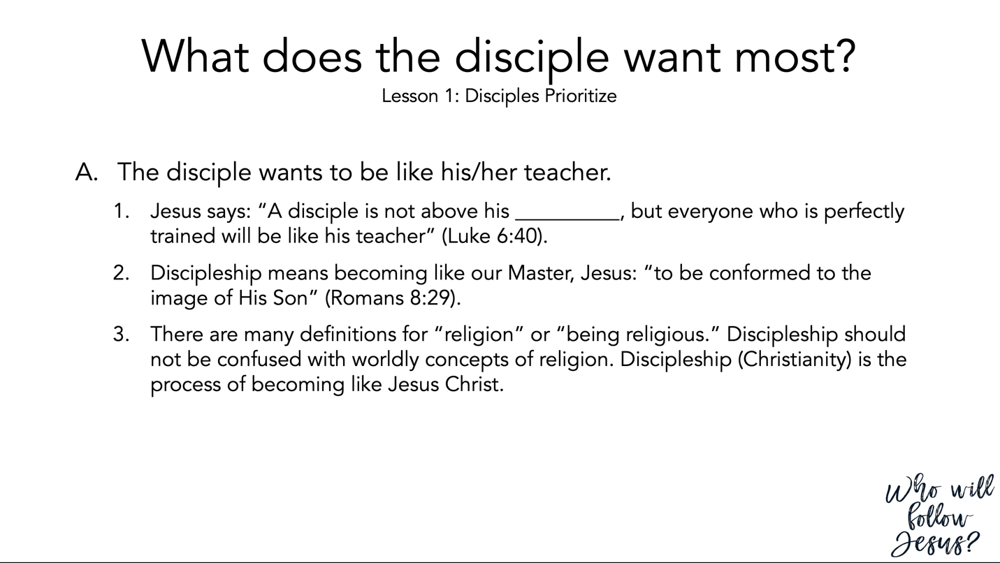 What does the disciple want most?
Lesson 1: Disciples Prioritize
A. The disciple wants to be like his/her teacher.
1. Jesus says: “A disciple is not above his __________, but everyone who is perfectly
trained will be like his teacher” (Luke 6:40).
2. Discipleship means becoming like our Master, Jesus: “to be conformed to the
image of His Son” (Romans 8:29).
3. There are many definitions for “religion” or “being religious.” Discipleship should
not be confused with worldly concepts of religion. Discipleship (Christianity) is the
process of becoming like Jesus Christ.
Who will
follow
Jesus?